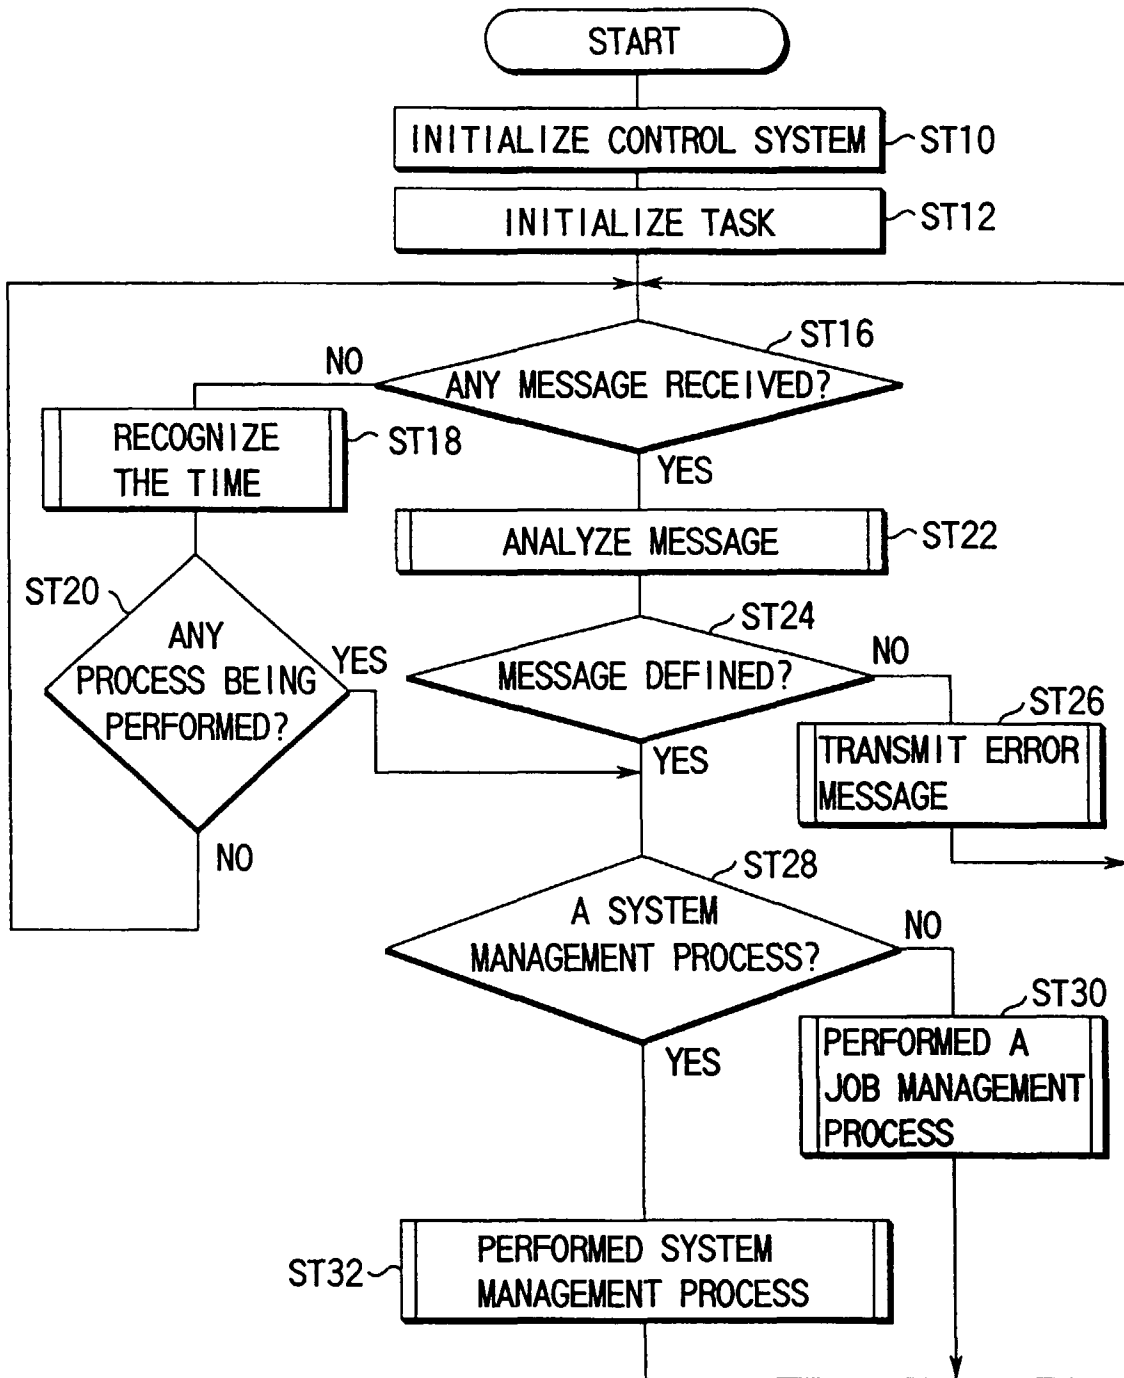 START
INITIALIZE CONTROL SYSTEM
ST10
INITIALIZE TASK
ST12
ST16
NO
ANY MESSAGE RECEIVED?
RECOGNIZE
THE TIME
ST18
YES
ANALYZE MESSAGE
ST22
ST20
ANY
PROCESS BEING
PERFORMED?
YES
NO
ST24
MESSAGE DEFINED?
NO
YES
ST26
TRANSMIT ERROR
MESSAGE
ST28
A SYSTEM
MANAGEMENT PROCESS?
NO
YES
ST30
PERFORMED A
JOB MANAGEMENT
PROCESS
ST32
PERFORMED SYSTEM
MANAGEMENT PROCESS